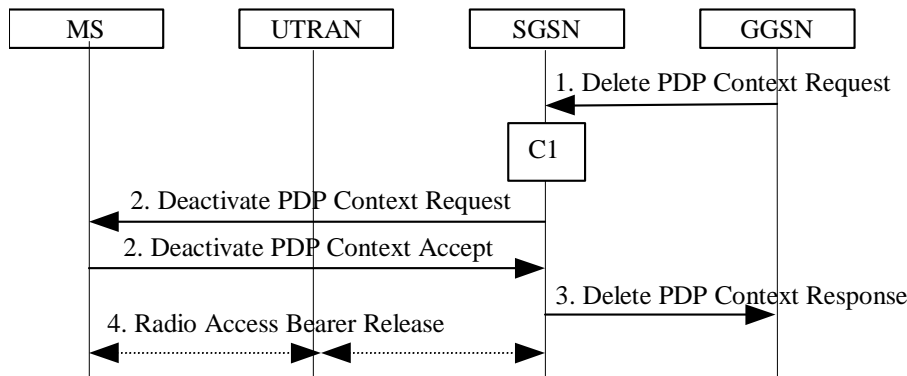 MS UTRAN SGSN GGSN
1. Delete PDP Context Request
C1
2. Deactivate PDP Context Request
2. Deactivate PDP Context Accept
3. Delete PDP Context Response
4. Radio Access Bearer Release